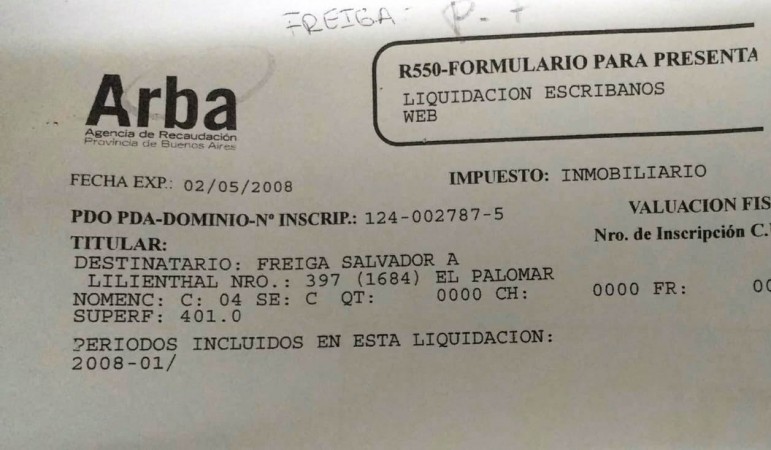 FREIGA:
R550-FORMULARIO PARA PRESENTA
LIQUIDACION ESCRIBANOS
WEB
Arba
Agencia de Recaudación
Provincia de Buenos Aires
FECHA EXP.: 02/05/2008 IMPUESTO: INMOBILIARIO
PDO PDA-DOMINIO-Nº INSCRIP.: 124-002787-5 VALUACION FIS
TITULAR: Nro. de Inscripción C.
DESTINATARIO: FREIGA SALVADOR A
LILIENTHAL NRO.: 397 (1684) EL PALOMAR
NOMENC: C: 04 SE: C QT: 0000 CH: 0000 FR: 00
SUPERF: 401.0
PERIODOS INCLUIDOS EN ESTA LIQUIDACION:
2008-01/